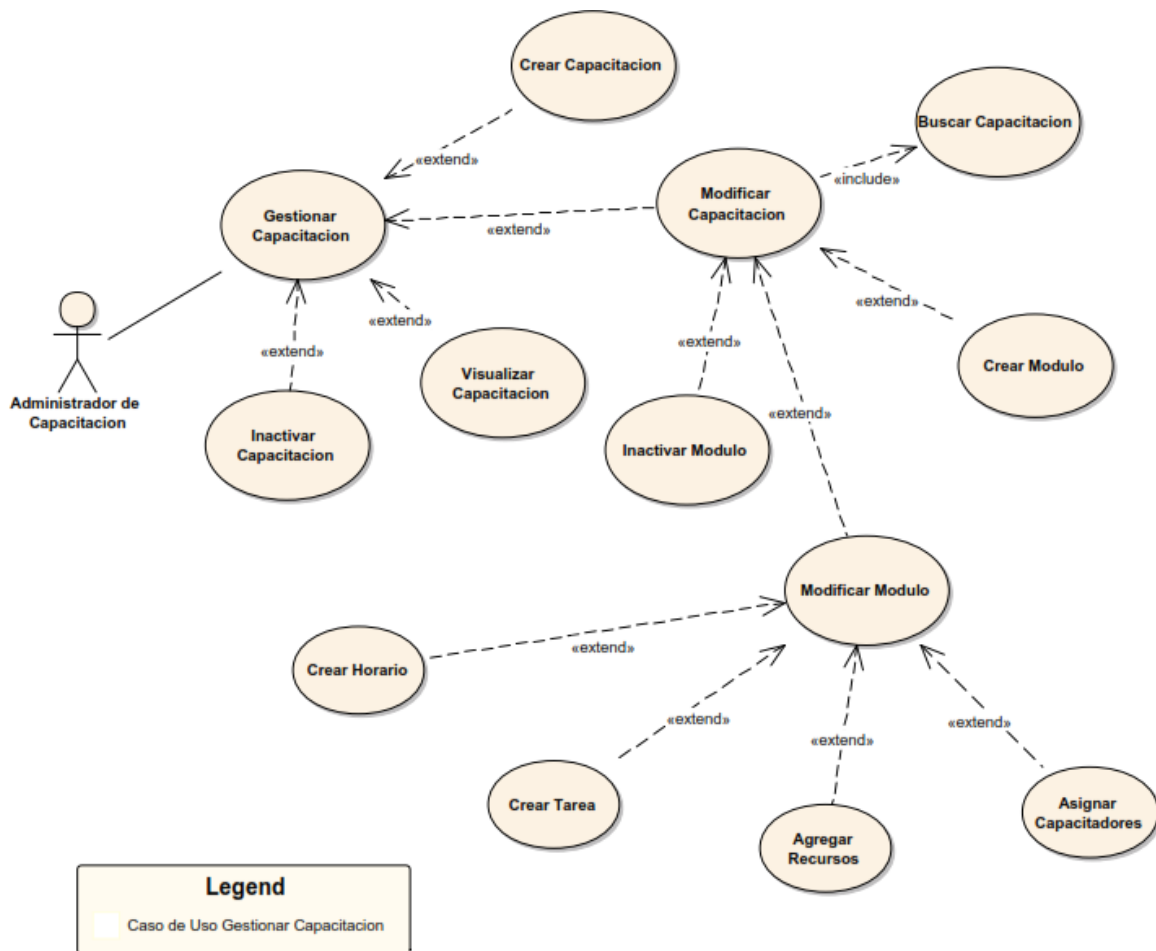 Crear Capacitacion
Buscar Capacitacion
«extend»
«include»
Modificar
Capacitacion
Gestionar
Capacitacion
«extend»
«extend»
«extend»
«extend»
«extend»
«extend»
Visualizar
Capacitacion
Crear Modulo
Administrador de
Capacitacion
Inactivar
Capacitacion
Inactivar Modulo
«extend»
Modificar Modulo
Crear Horario
«extend»
«extend»
«extend»
«extend»
Crear Tarea
Agregar
Recursos
Asignar
Capacitadores
Legend
Caso de Uso Gestionar Capacitacion